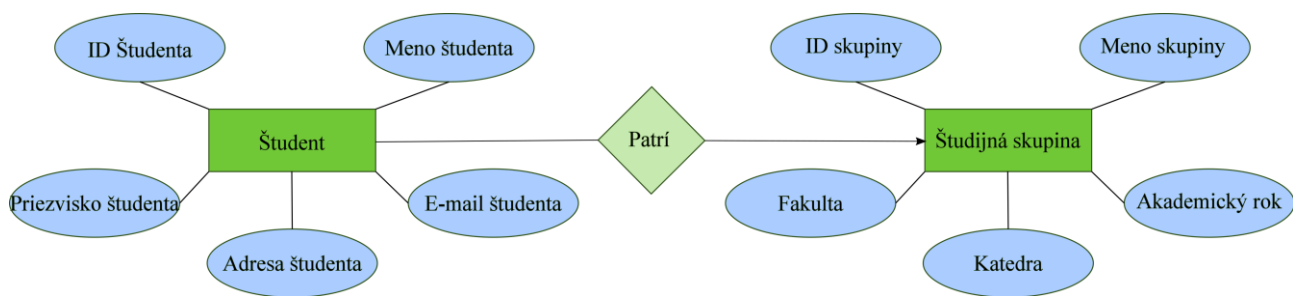 ID Študenta
Meno študenta
ID skupiny
Meno skupiny
Študent
Patrí
Študijná skupina
Priezvisko študenta
E-mail študenta
Fakulta
Akademický rok
Adresa študenta
Katedra